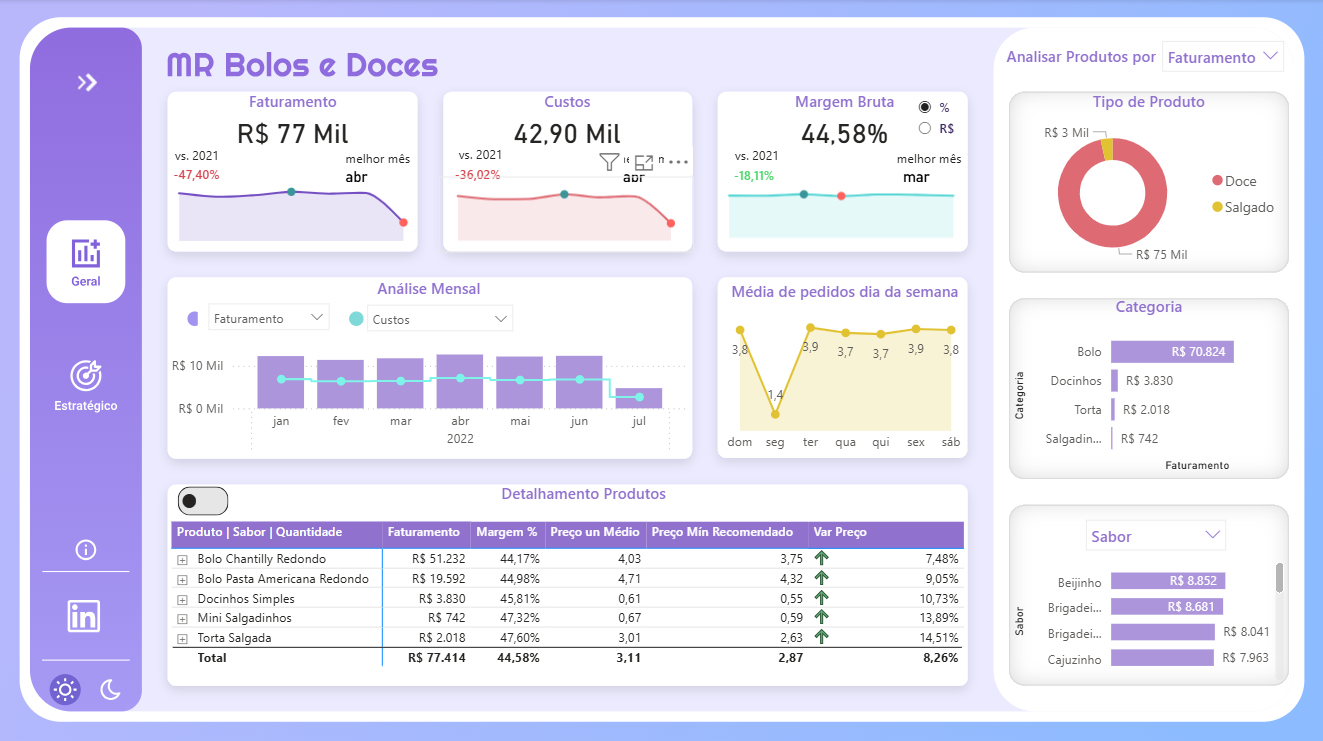 MR Bolos e Doces
Analisar Produtos por Faturamento
Geral
Estratégico
Faturamento
R$ 77 Mil
vs. 2021
-47,40%
melhor mês
abr
Custos
42,90 Mil
vs. 2021
-36,02%
abr
Margem Bruta
%
R$
44,58%
vs. 2021
-18,11%
melhor mês
mar
Tipo de Produto
R$ 3 Mil
R$ 75 Mil
Doce
Salgado
Análise Mensal
Faturamento
Custos
R$ 10 Mil
R$ 0 Mil
jan fev mar abr mai jun jul
2022
Média de pedidos dia da semana
3,8 1,4 3,9 3,7 3,7 3,9 3,8
dom seg ter qua qui sex sáb
Categoria
Categoria
Bolo R$ 70.824
Docinhos R$ 3.830
Torta R$ 2.018
Salgadin... R$ 742
Faturamento
Detalhamento Produtos
Produto | Sabor | Quantidade Faturamento Margem % Preço un Médio Preço Mín Recomendado Var Preço
Bolo Chantilly Redondo R$ 51.232 44,17% 4,03 3,75 7,48%
Bolo Pasta Americana Redondo R$ 19.592 44,98% 4,71 4,32 9,05%
Docinhos Simples R$ 3.830 45,81% 0,61 0,55 10,73%
Mini Salgadinhos R$ 742 47,32% 0,67 0,59 13,89%
Torta Salgada R$ 2.018 47,60% 3,01 2,63 14,51%
Total R$ 77.414 44,58% 3,11 2,87 8,26%
Sabor
Sabor
Beijinho R$ 8.852
Brigadei... R$ 8.681
Brigadei... R$ 8.041
Cajuzinho R$ 7.963
in